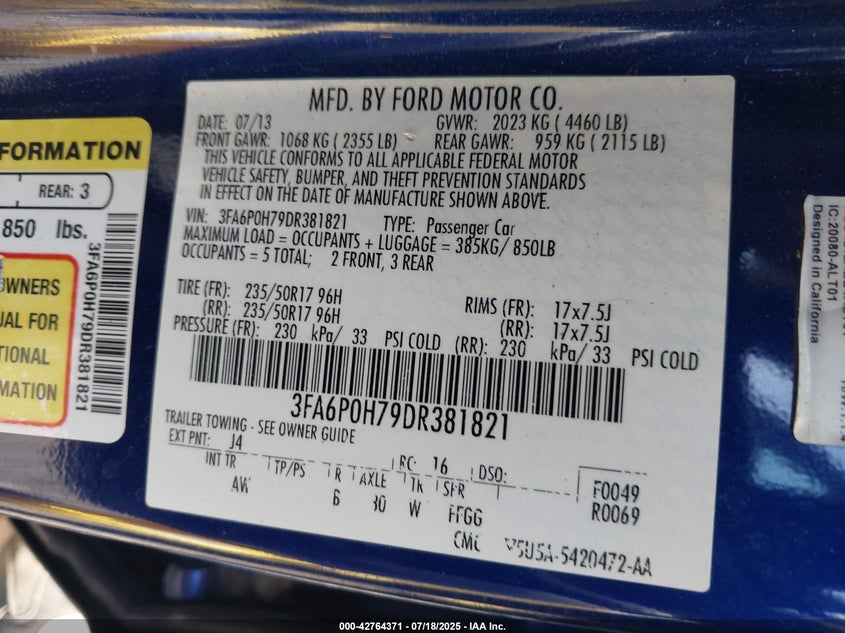 MFD. BY FORD MOTOR CO.
DATE: 07/13 GVWR: 2023 KG ( 4460 LB)
FRONT GAWR: 1068 KG ( 2355 LB) REAR GAWR: 959 KG ( 2115 LB)
THIS VEHICLE CONFORMS TO ALL APPLICABLE FEDERAL MOTOR
VEHICLE SAFETY, BUMPER, AND THEFT PREVENTION STANDARDS
IN EFFECT ON THE DATE OF MANUFACTURE SHOWN ABOVE.
VIN: 3FA6P0H79DR381821 TYPE: Passenger Car
MAXIMUM LOAD = OCCUPANTS + LUGGAGE = 385KG/ 850LB
OCCUPANTS = 5 TOTAL; 2 FRONT, 3 REAR
TIRE (FR): 235/50R17 96H RIMS (FR): 17x7.5J
(RR): 235/50R17 96H (RR): 17x7.5J
PRESSURE (FR): 230 kPa/ 33 PSI COLD (RR): 230 kPa/ 33 PSI COLD
3FA6P0H79DR381821
TRAILER TOWING - SEE OWNER GUIDE
EXT PNT: J4 RC: 16 DSO: F0049
INT TR TP/PS R AXLE TR SPR R0069
AW 6 W FFGG
CMC 5U5A-5420472-AA
FORMATION
REAR: 3
850 lbs.
OWNERS
UAL FOR
TIONAL
MATION
3FA6P0H79DR381821
IC:20080-ALT01
Designed in California
000-42764371 | 07/18/2025 - IAA Inc.